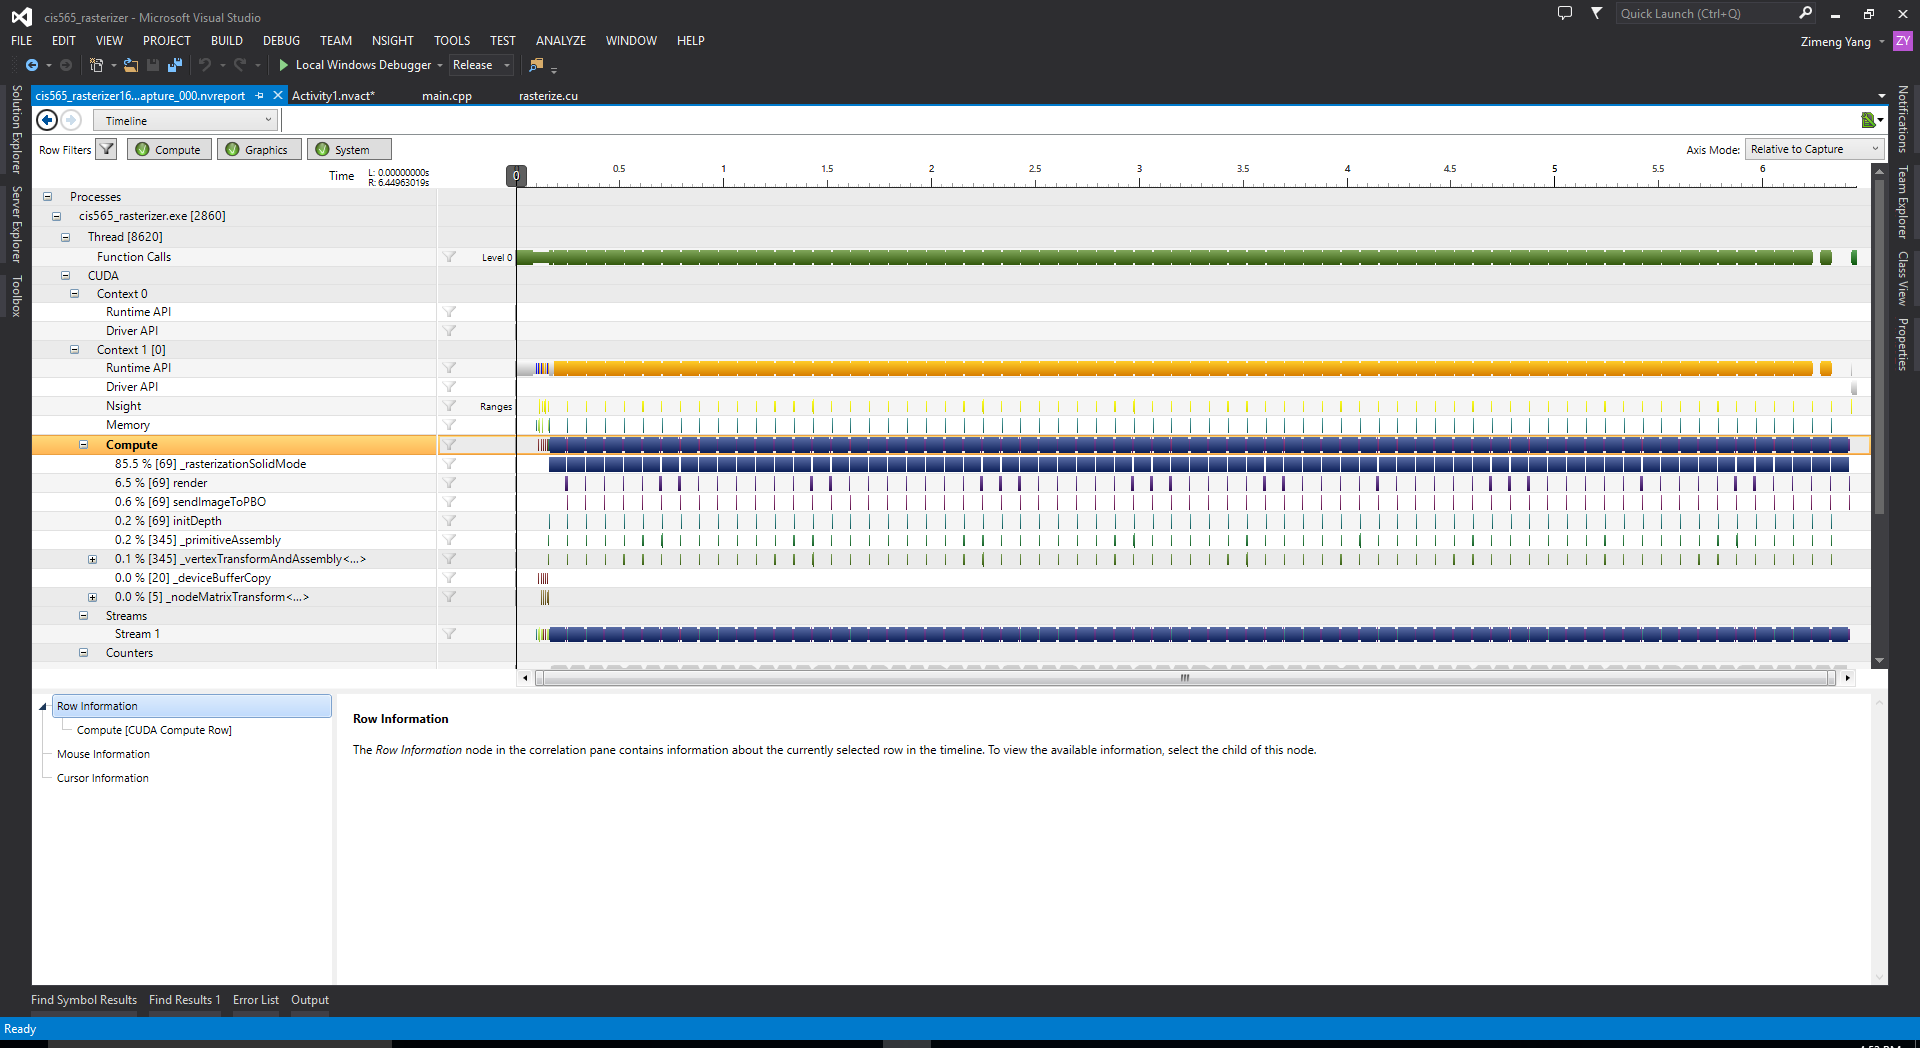 cis565_rasterizer - Microsoft Visual Studio
Quick Launch (Ctrl+Q)
FILE EDIT VIEW PROJECT BUILD DEBUG TEAM NSIGHT TOOLS TEST ANALYZE WINDOW HELP
Zimeng Yang ZY
Local Windows Debugger Release
cis565_rasterizer16...apture_000.nvreport Activity1.nvact* main.cpp rasterize.cu
Solution Explorer
Server Explorer
Toolbox
Notifications
Team Explorer
Class View
Properties
Timeline
Row Filters Compute Graphics System
Axis Mode: Relative to Capture
Time L: 0.00000000s
R: 6.44963019s
0 0.5 1 1.5 2 2.5 3 3.5 4 4.5 5 5.5 6
Processes
cis565_rasterizer.exe [2860]
Thread [8620]
Function Calls Level 0
CUDA
Context 0
Runtime API
Driver API
Context 1 [0]
Runtime API
Driver API
Nsight Ranges
Memory
Compute
85.5 % [69] _rasterizationSolidMode
6.5 % [69] render
0.6 % [69] sendImageToPBO
0.2 % [69] initDepth
0.2 % [345] _primitiveAssembly
0.1 % [345] _vertexTransformAndAssembly<...>
0.0 % [20] _deviceBufferCopy
0.0 % [5] _nodeMatrixTransform<...>
Streams
Stream 1
Counters
Row Information
Compute [CUDA Compute Row]
Mouse Information
Cursor Information
Row Information
The Row Information node in the correlation pane contains information about the currently selected row in the timeline. To view the available information, select the child of this node.
Find Symbol Results Find Results 1 Error List Output
Ready